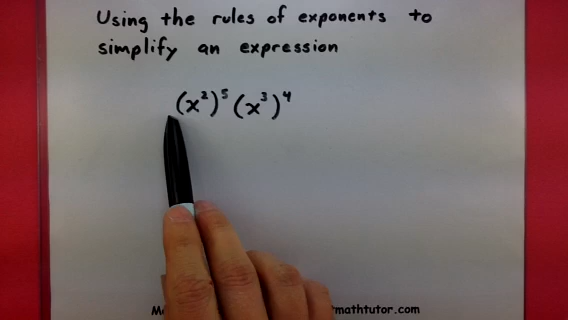 Using the rules of exponents to
simplify an expression
(x²)⁵ (x³)⁴
mathtutor.com